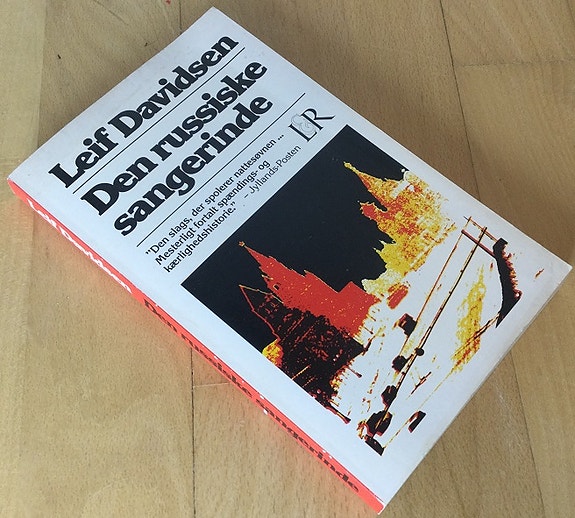 Leif Davidsen
Den russiske
sangerinde
"Den slags, der spolerer nattesøvnen ...
Mesterligt fortalt spændings- og
kærlighedshistorie."  – Jyllands-Posten
LR
Leif Davidsen Den russiske sangerinde